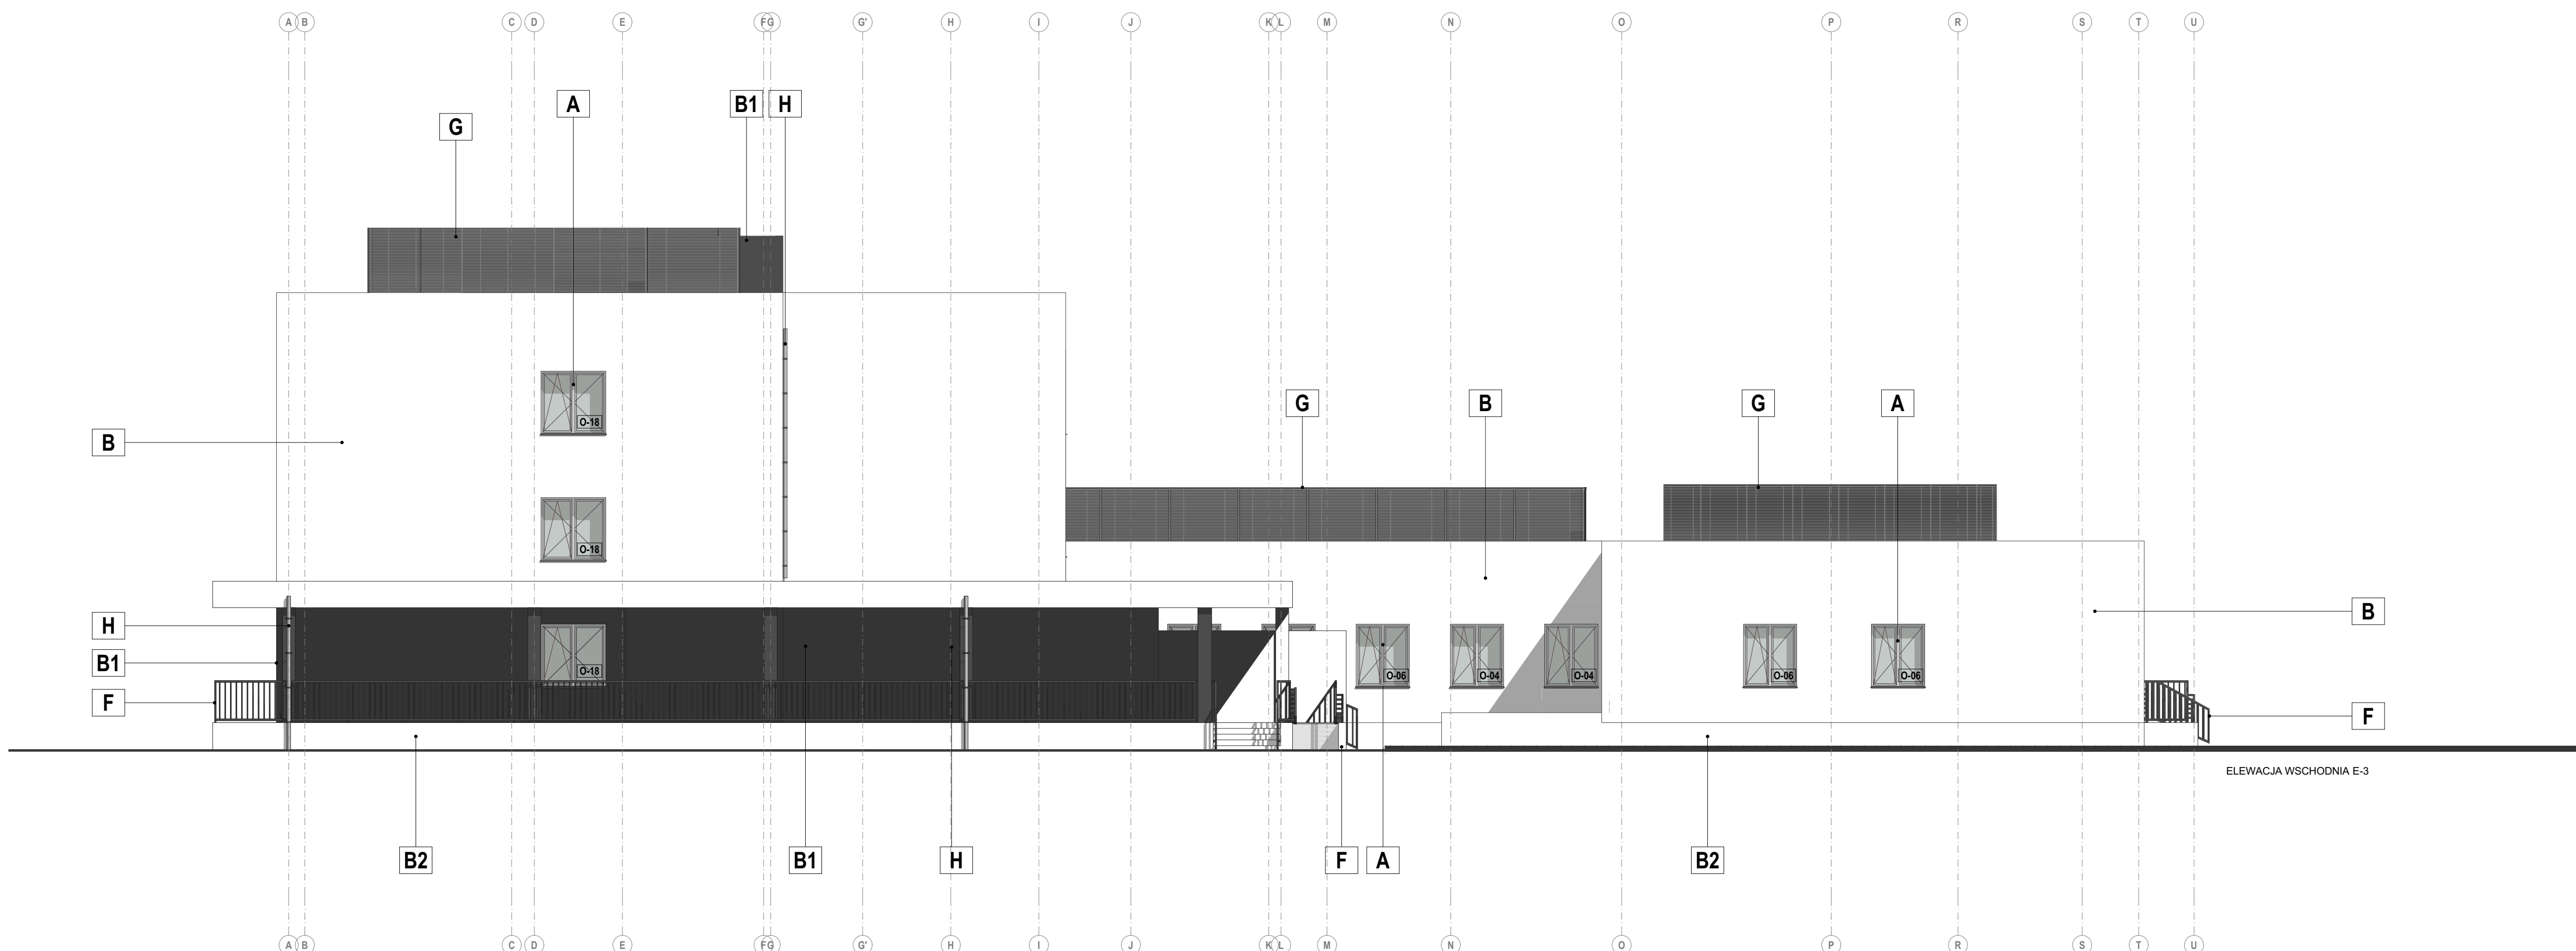 A B C D E F G G' H I J K L M N O P R S T U
A B1 H
G
G B G A
O-18
B
O-18
H B
O-18 O-06 O-04 O-04 O-06 O-06
B1
F F
ELEWACJA WSCHODNIA E-3
B2 B1 H F A B2
A B C D E F G G' H I J K L M N O P R S T U